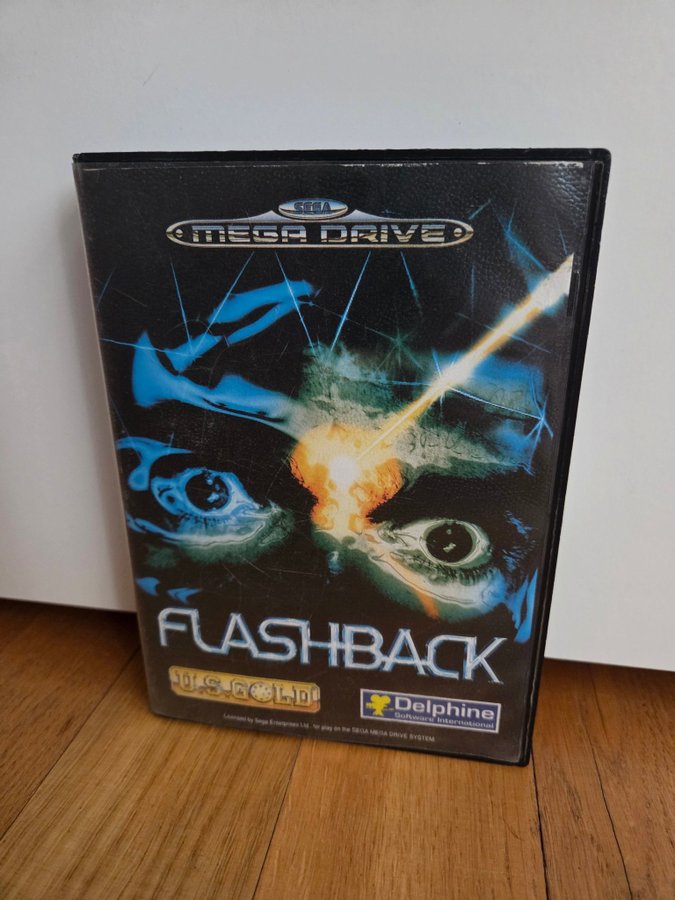 SEGA
MEGA DRIVE
FLASHBACK
U.S. GOLD
Delphine
Software International
Licensed by Sega Enterprises Ltd. for play on the SEGA MEGA DRIVE SYSTEM.